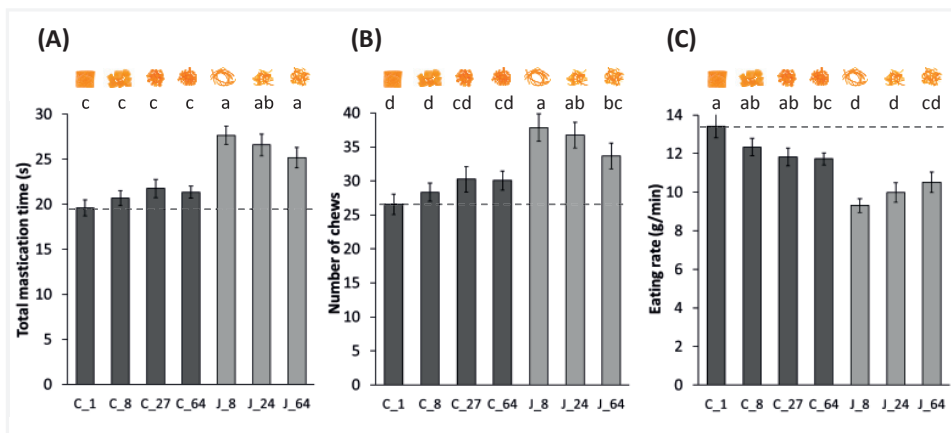 (A)
c c c c a ab a
30
25
20
15
10
5
0
Total mastication time (s)
C_1 C_8 C_27 C_64 J_8 J_24 J_64
(B)
d d cd cd a ab bc
40
35
30
25
20
15
10
5
0
Number of chews
C_1 C_8 C_27 C_64 J_8 J_24 J_64
(C)
a ab ab bc d d cd
14
12
10
8
6
4
2
0
Eating rate (g/min)
C_1 C_8 C_27 C_64 J_8 J_24 J_64